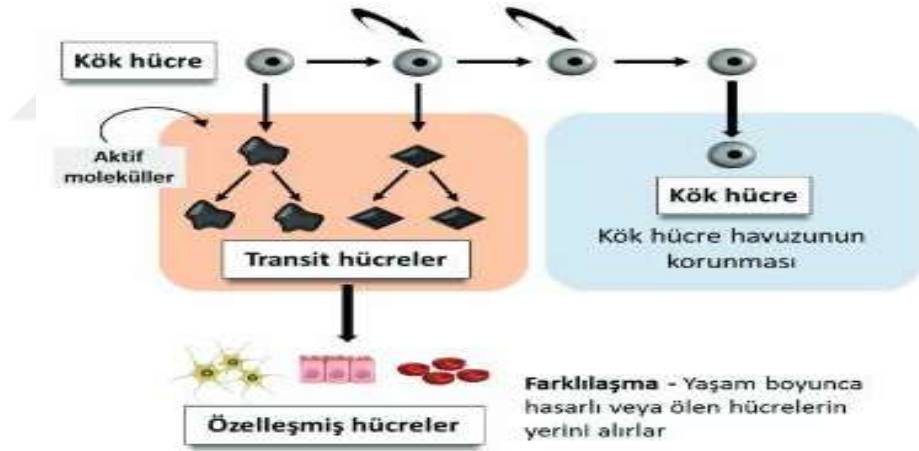 Kök hücre
Aktif
moleküller
Transit hücreler
Kök hücre
Kök hücre havuzunun
korunması
Özelleşmiş hücreler
Farklılaşma - Yaşam boyunca
hasarlı veya ölen hücrelerin
yerini alırlar